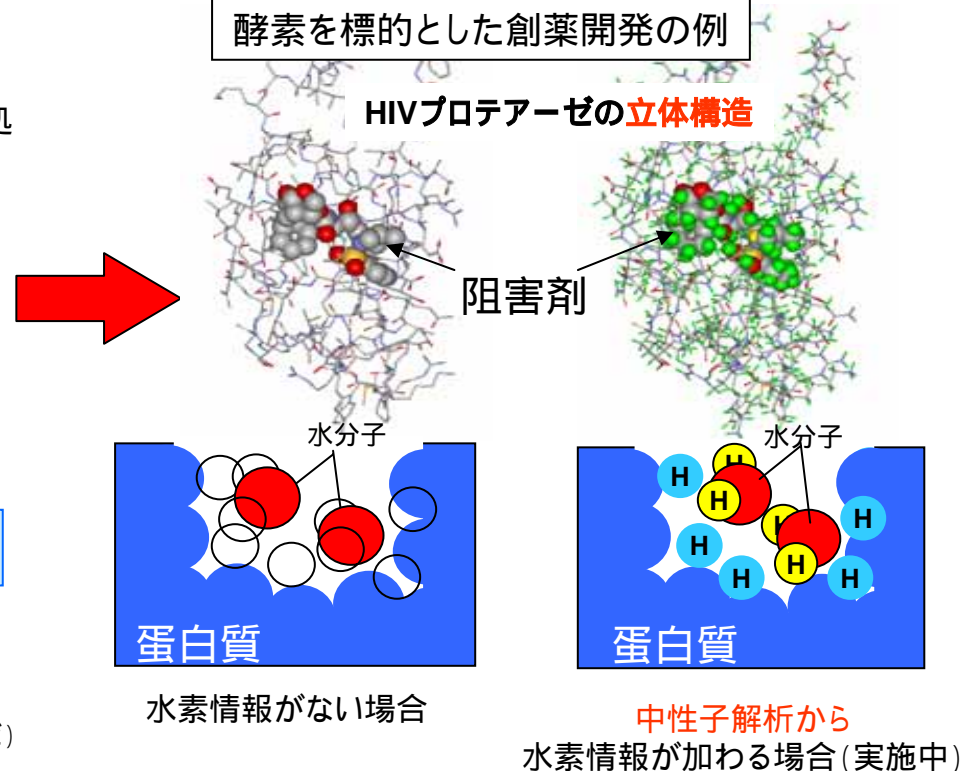 酵素を標的とした創薬開発の例
処
HIVプロテアーゼの立体構造
阻害剤
水分子
水分子
H
H
H
H
H
H
H
H
H
蛋白質
蛋白質
水素情報がない場合
中性子解析から
水素情報が加わる場合(実施中)
)